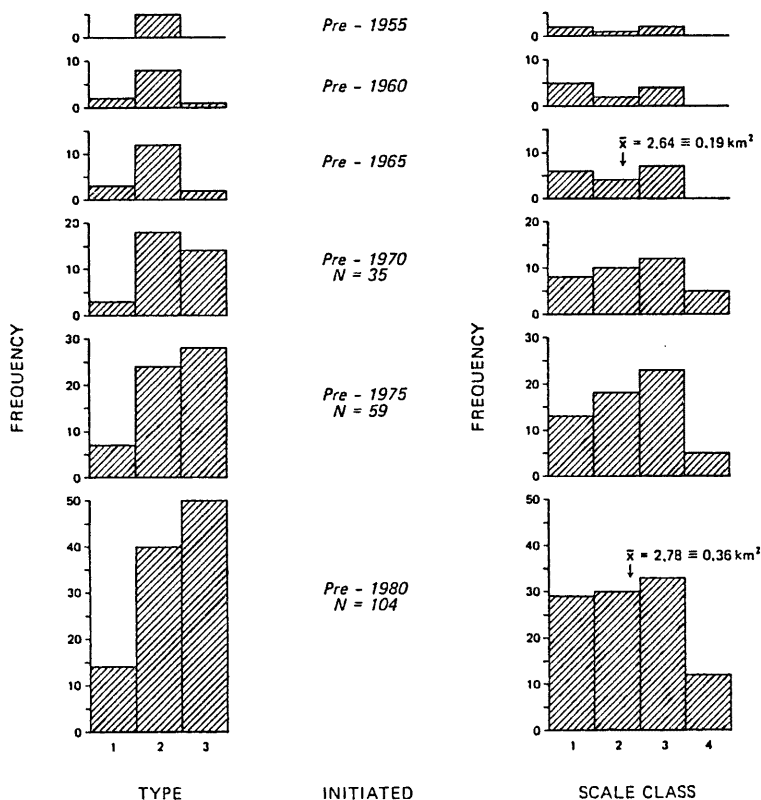 0
Pre - 1955
0
10
0
Pre - 1960
10
0
10
0
Pre - 1965
x̄ = 2.64 ≡ 0.19 km²
10
0
20
10
0
Pre - 1970
N = 35
20
10
0
FREQUENCY
30
20
10
0
Pre - 1975
N = 59
FREQUENCY
30
20
10
0
50
40
30
20
10
0
Pre - 1980
N = 104
x̄ = 2.78 ≡ 0.36 km²
50
40
30
20
10
0
1 2 3
1 2 3 4
TYPE INITIATED SCALE CLASS